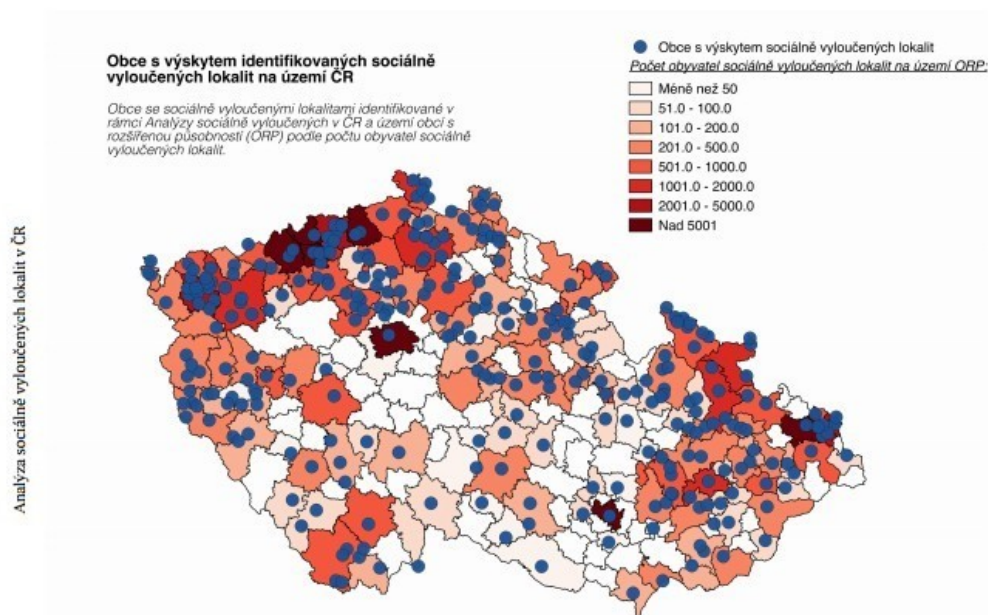 Obce s výskytem identifikovaných sociálně
vyloučených lokalit na území ČR
Obce se sociálně vyloučenými lokalitami identifikované v
rámci Analýzy sociálně vyloučených v ČR a území obcí s
rozšířenou působností (ORP) podle počtu obyvatel sociálně
vyloučených lokalit.
Obce s výskytem sociálně vyloučených lokalit
Počet obyvatel sociálně vyloučených lokalit na území ORP:
Méně než 50
51.0 - 100.0
101.0 - 200.0
201.0 - 500.0
501.0 - 1000.0
1001.0 - 2000.0
2001.0 - 5000.0
Nad 5001
Analýza sociálně vyloučených lokalit v ČR